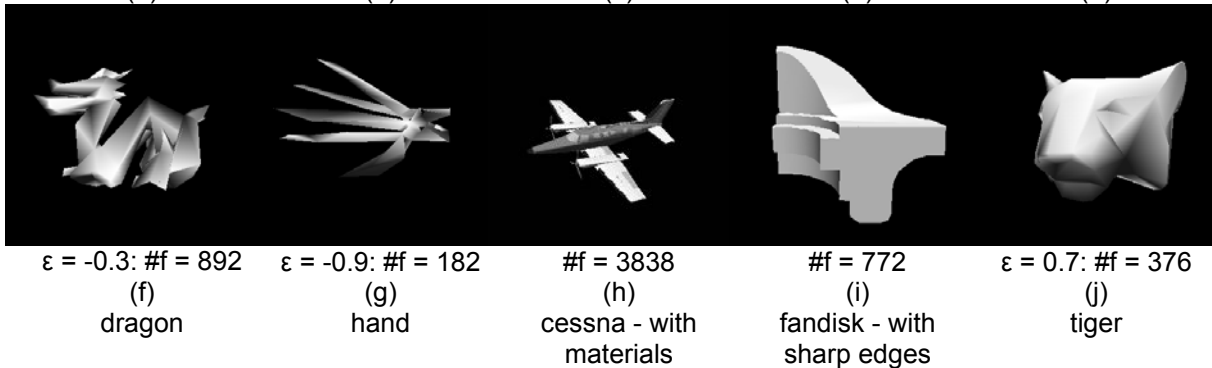 ε = -0.3: #f = 892 ε = -0.9: #f = 182 #f = 3838 #f = 772 ε = 0.7: #f = 376
(f) (g) (h) (i) (j)
dragon hand cessna - with fandisk - with tiger
materials sharp edges